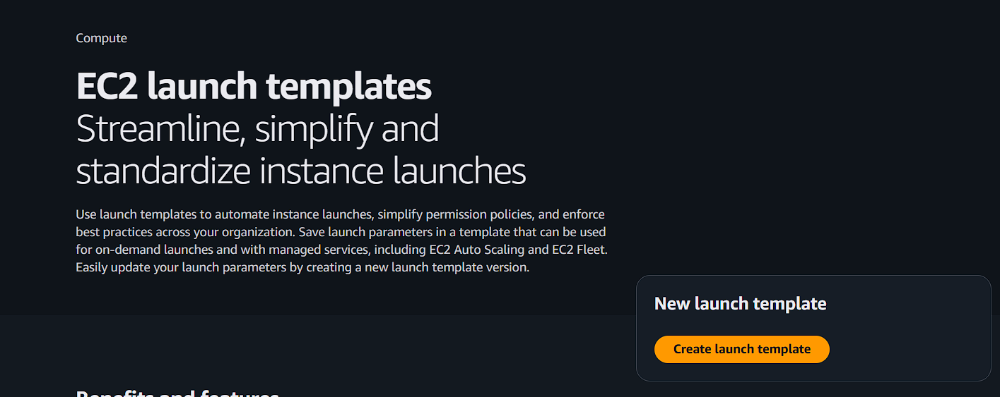 Compute
EC2 launch templates
Streamline, simplify and
standardize instance launches
Use launch templates to automate instance launches, simplify permission policies, and enforce
best practices across your organization. Save launch parameters in a template that can be used
for on-demand launches and with managed services, including EC2 Auto Scaling and EC2 Fleet.
Easily update your launch parameters by creating a new launch template version.
New launch template
Create launch template
Benefits and features